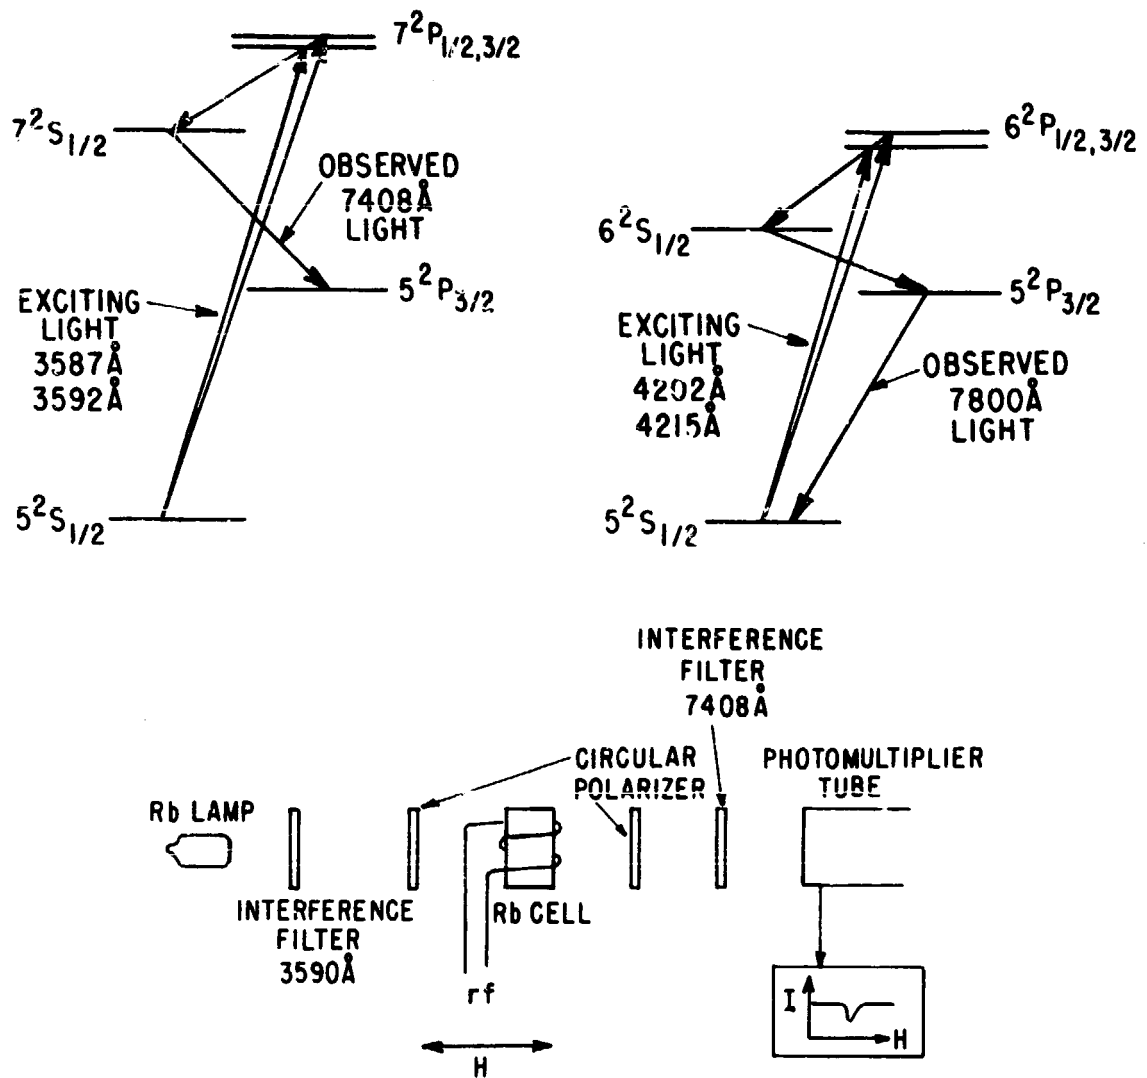 7²P1/2,3/2
7²S1/2
OBSERVED
7408Å
LIGHT
5²P3/2
EXCITING
LIGHT
3587Å
3592Å
5²S1/2
6²P1/2,3/2
6²S1/2
5²P3/2
EXCITING
LIGHT
4202Å
4215Å
OBSERVED
7800Å
LIGHT
5²S1/2
INTERFERENCE
FILTER
7408Å
CIRCULAR
POLARIZER
PHOTOMULTIPLIER
TUBE
Rb LAMP
INTERFERENCE
FILTER
3590Å
Rb CELL
rf
H
I
H